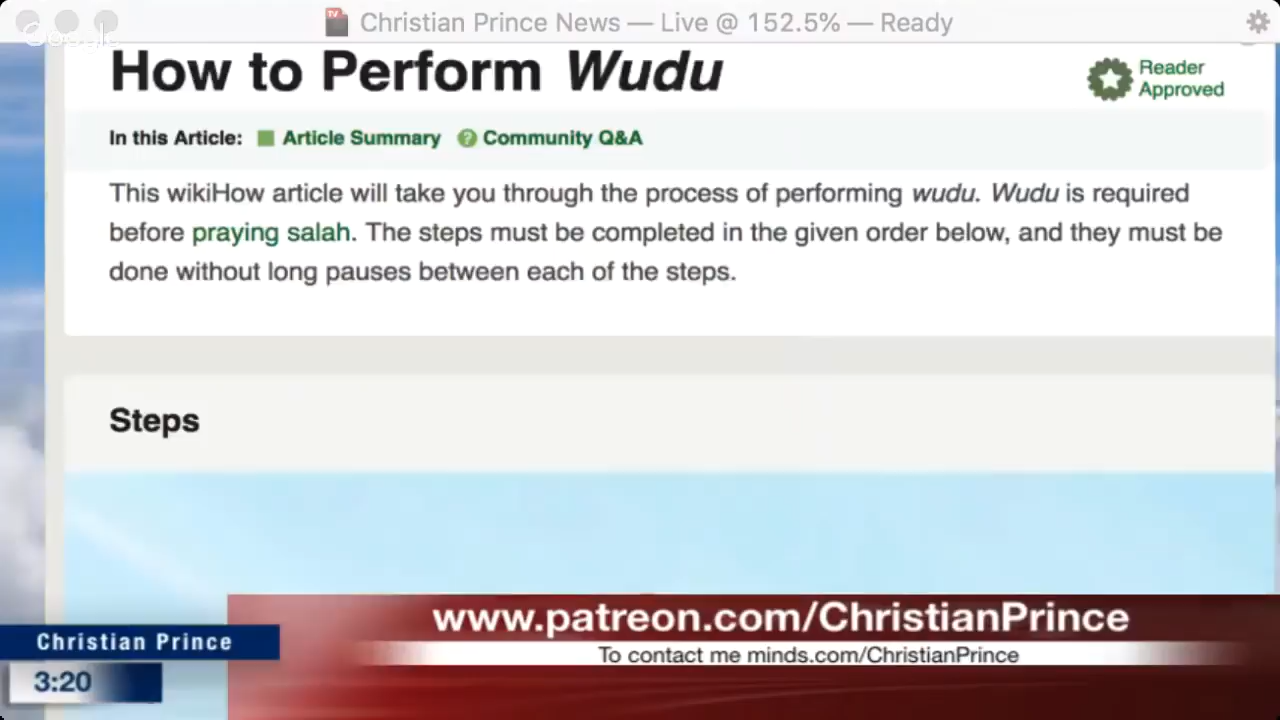 Christian Prince News — Live @ 152.5% — Ready
Google
How to Perform Wudu
Reader
Approved
In this Article: Article Summary ? Community Q&A
This wikiHow article will take you through the process of performing wudu. Wudu is required
before praying salah. The steps must be completed in the given order below, and they must be
done without long pauses between each of the steps.
Steps
www.patreon.com/ChristianPrince
Christian Prince
To contact me minds.com/ChristianPrince
3:20